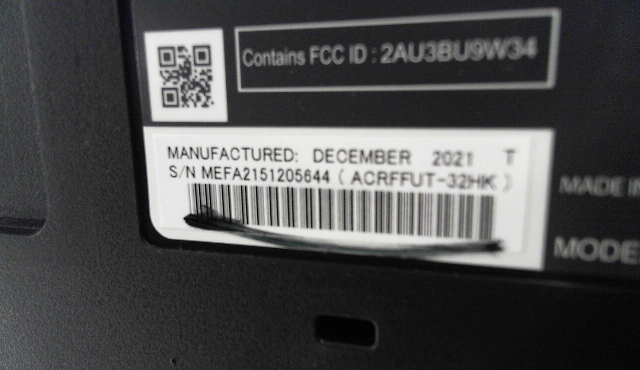 Contains FCC ID : 2AU3BU9W34
MANUFACTURED: DECEMBER 2021 T
S/N MEFA2151205644 ( ACRFFUT-32HK )
MADE IN
MODE